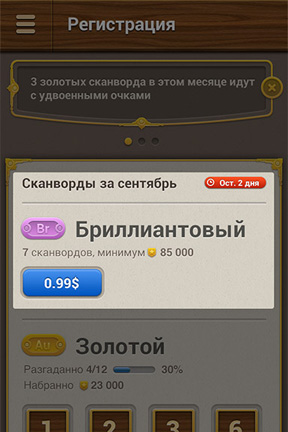 Регистрация
3 золотых сканворда в этом месяце идут
с удвоенными очками
Сканворды за сентябрь Ост. 2 дня
Br Бриллиантовый
7 сканвордов, минимум 85 000
0.99$
Au Золотой
Разгаданно 4/12 30%
Набранно 23 000
1 2 3 6